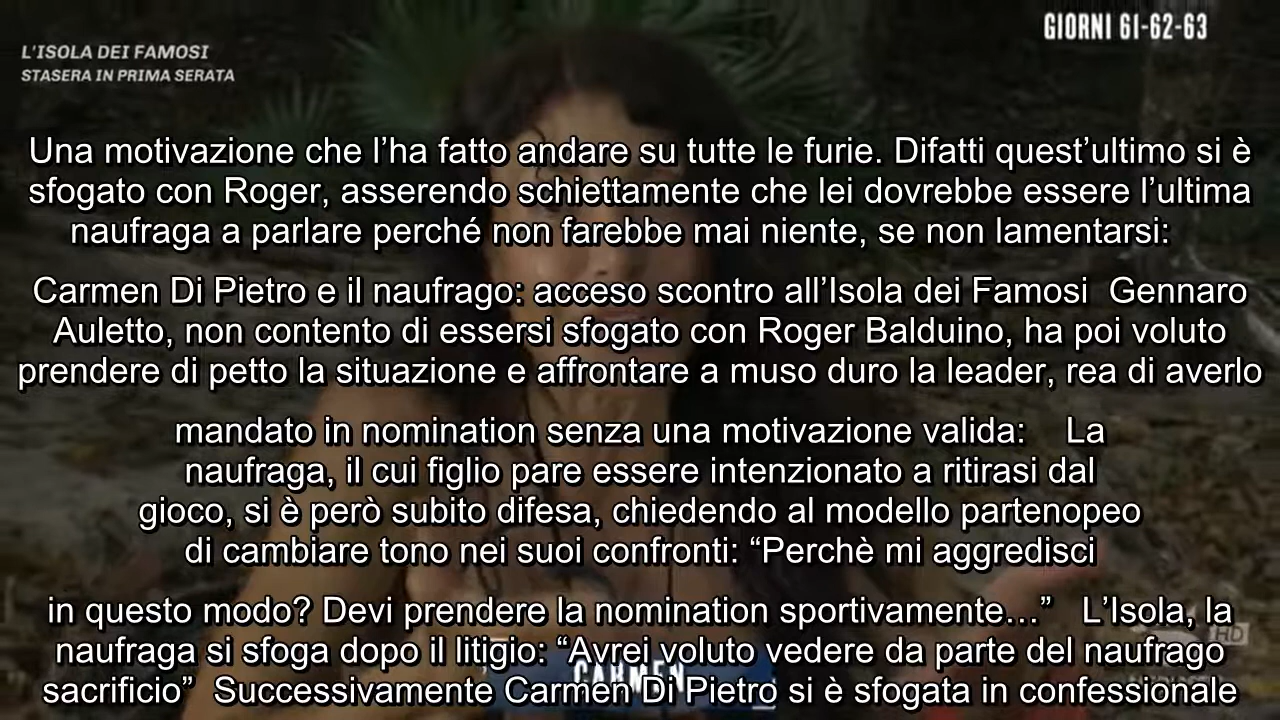 GIORNI 61-62-63
L'ISOLA DEI FAMOSI
STASERA IN PRIMA SERATA
Una motivazione che l’ha fatto andare su tutte le furie. Difatti quest’ultimo si è
sfogato con Roger, asserendo schiettamente che lei dovrebbe essere l’ultima
naufraga a parlare perché non farebbe mai niente, se non lamentarsi:
Carmen Di Pietro e il naufrago: acceso scontro all’Isola dei Famosi  Gennaro
Auletto, non contento di essersi sfogato con Roger Balduino, ha poi voluto
prendere di petto la situazione e affrontare a muso duro la leader, rea di averlo
mandato in nomination senza una motivazione valida:    La
naufraga, il cui figlio pare essere intenzionato a ritirasi dal
gioco, si è però subito difesa, chiedendo al modello partenopeo
di cambiare tono nei suoi confronti: “Perchè mi aggredisci
in questo modo? Devi prendere la nomination sportivamente…”   L’Isola, la
naufraga si sfoga dopo il litigio: “Avrei voluto vedere da parte del naufrago
sacrificio”  Successivamente Carmen Di Pietro si è sfogata in confessionale
CARMEN
HD